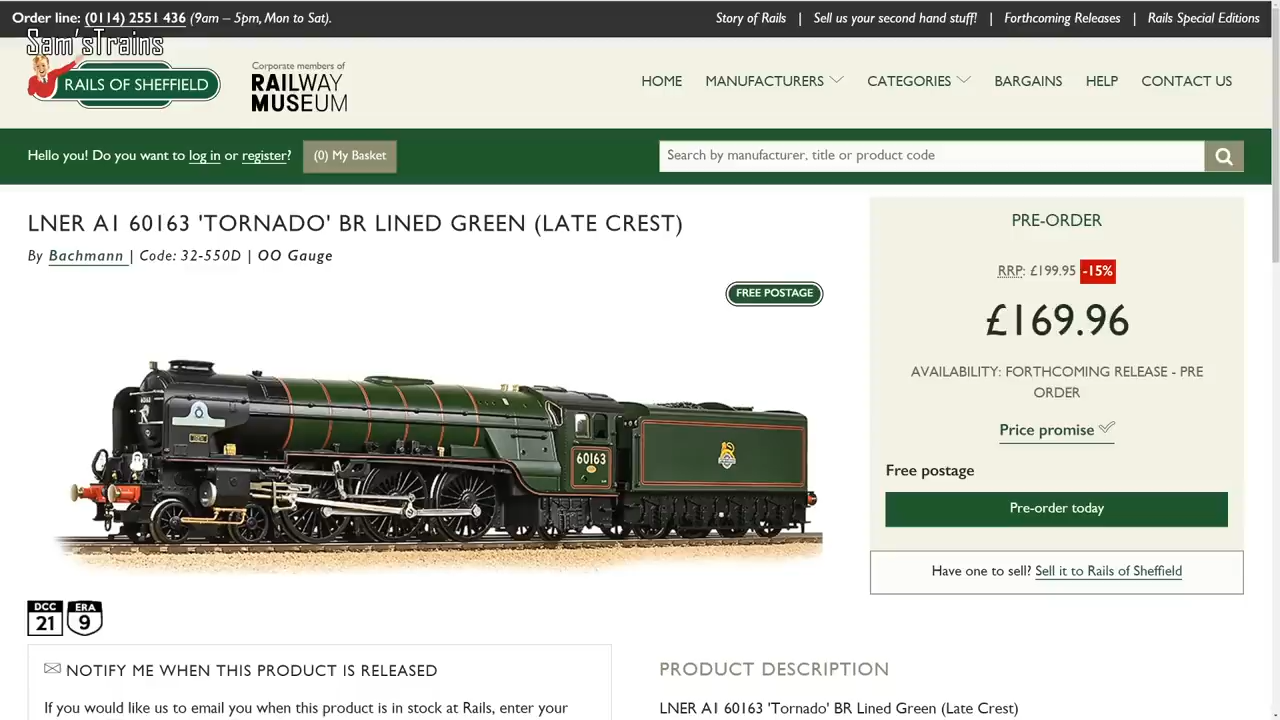 Order line: (0114) 2551 436 (9am – 5pm, Mon to Sat).
Story of Rails | Sell us your second hand stuff! | Forthcoming Releases | Rails Special Editions
Sam'sTrains
RAILS OF SHEFFIELD
Corporate members of
RAILWAY
MUSEUM
HOME MANUFACTURERS CATEGORIES BARGAINS HELP CONTACT US
Hello you! Do you want to log in or register?
(0) My Basket
Search by manufacturer, title or product code
LNER A1 60163 'TORNADO' BR LINED GREEN (LATE CREST)
By Bachmann | Code: 32-550D | OO Gauge
FREE POSTAGE
60163
PRE-ORDER
RRP: £199.95 -15%
£169.96
AVAILABILITY: FORTHCOMING RELEASE - PRE
ORDER
Price promise
Free postage
Pre-order today
Have one to sell? Sell it to Rails of Sheffield
DCC
21
ERA
9
NOTIFY ME WHEN THIS PRODUCT IS RELEASED
If you would like us to email you when this product is in stock at Rails, enter your
PRODUCT DESCRIPTION
LNER A1 60163 'Tornado' BR Lined Green (Late Crest)